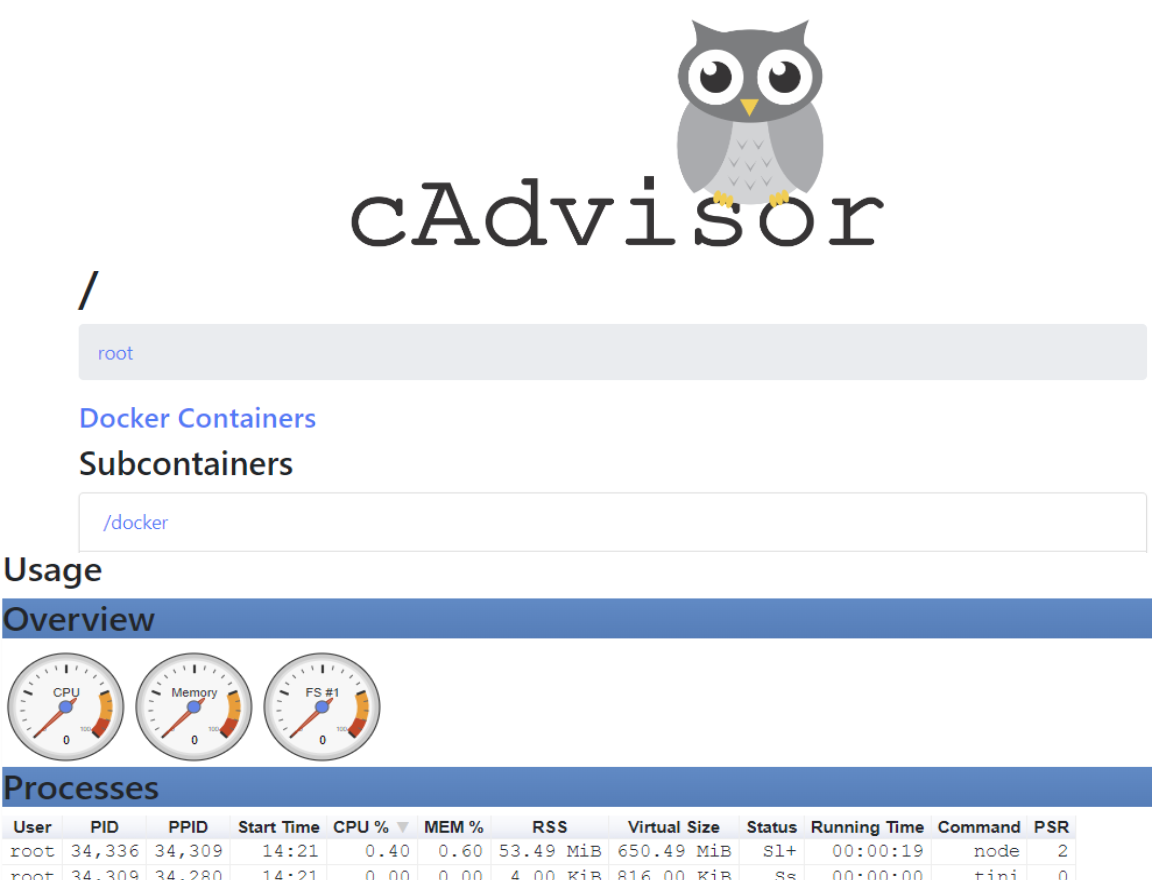 cAdvisor
/
root
Docker Containers
Subcontainers
/docker
Usage
Overview
CPU Memory FS #1
100 100 100
0 0 0
Processes
User PID PPID Start Time CPU % MEM % RSS Virtual Size Status Running Time Command PSR
root 34,336 34,309 14:21 0.40 0.60 53.49 MiB 650.49 MiB Sl+ 00:00:19 node 2
root 34,309 34,280 14:21 0.00 0.00 4.00 KiB 816.00 KiB Ss 00:00:00 tini 0